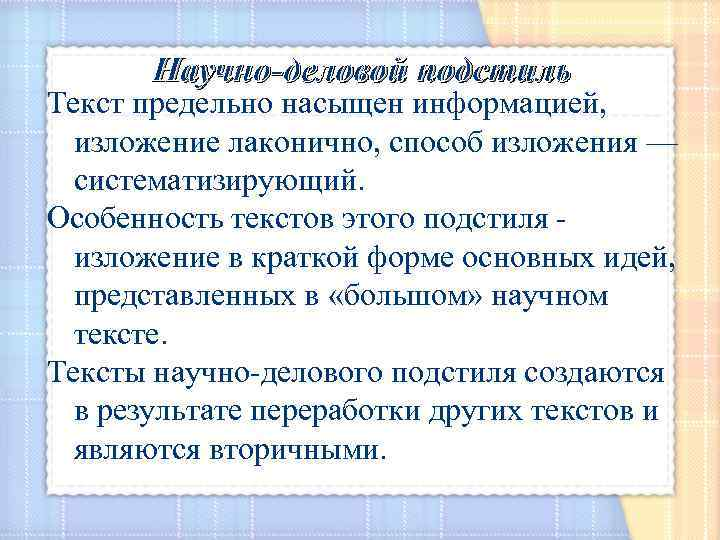 Научно-деловой подстиль
Текст предельно насыщен информацией,
изложение лаконично, способ изложения —
систематизирующий.
Особенность текстов этого подстиля -
изложение в краткой форме основных идей,
представленных в «большом» научном
тексте.
Тексты научно-делового подстиля создаются
в результате переработки других текстов и
являются вторичными.